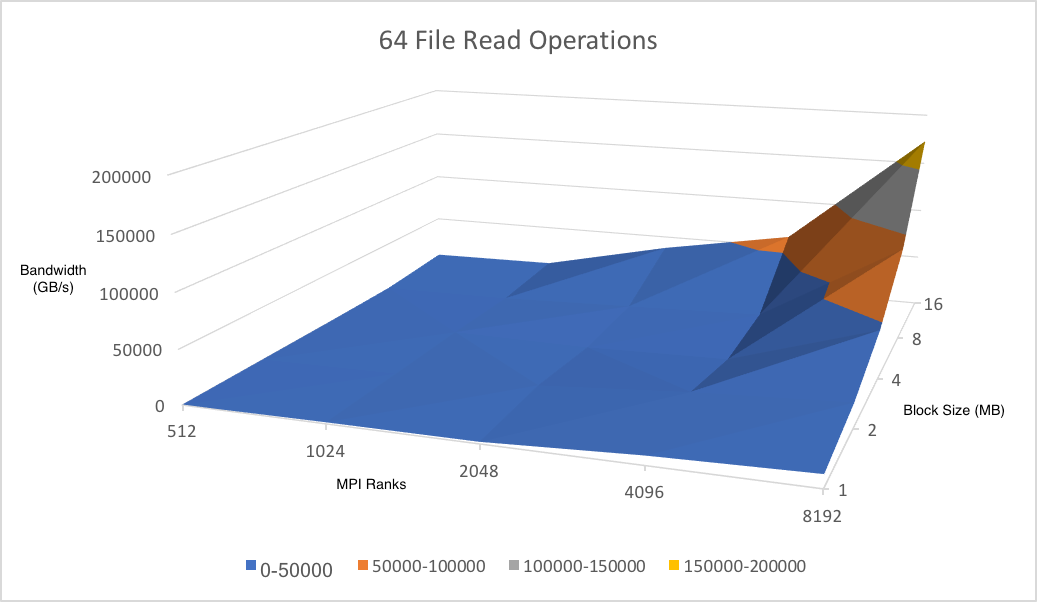 64 File Read Operations
200000
150000
Bandwidth
(GB/s)
100000
50000
0
512
1024
2048
4096
8192
MPI Ranks
16
8
4
2
1
Block Size (MB)
0-50000 50000-100000 100000-150000 150000-200000